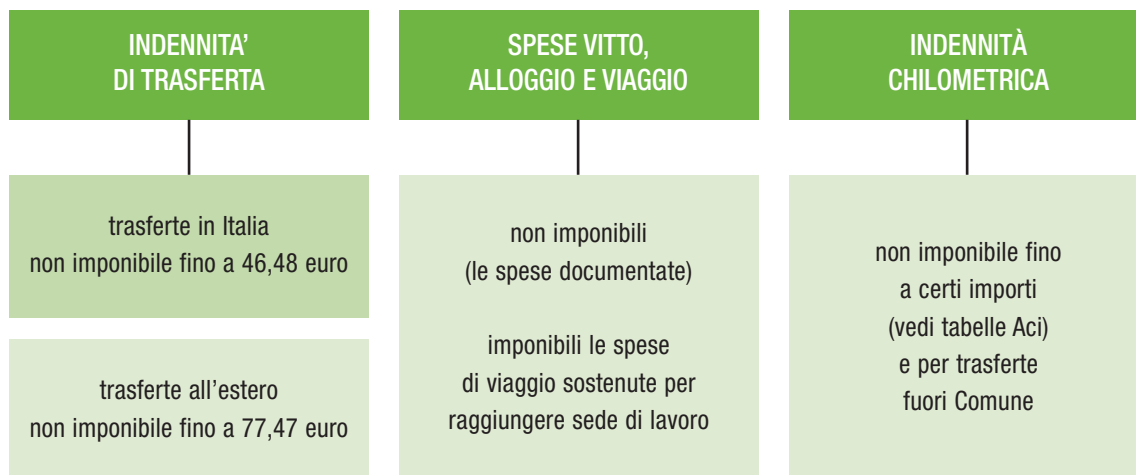 INDENNITA'
DI TRASFERTA
trasferte in Italia
non imponibile fino a 46,48 euro
trasferte all'estero
non imponibile fino a 77,47 euro
SPESE VITTO,
ALLOGGIO E VIAGGIO
non imponibili
(le spese documentate)
imponibili le spese
di viaggio sostenute per
raggiungere sede di lavoro
INDENNITÀ
CHILOMETRICA
non imponibile fino
a certi importi
(vedi tabelle Aci)
e per trasferte
fuori Comune